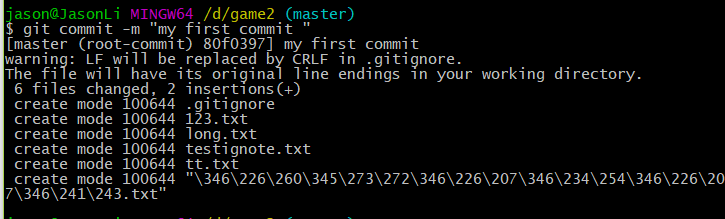 jason@JasonLi MINGW64 /d/game2 (master)
$ git commit -m "my first commit "
[master (root-commit) 80f0397] my first commit
warning: LF will be replaced by CRLF in .gitignore.
The file will have its original line endings in your working directory.
 6 files changed, 2 insertions(+)
 create mode 100644 .gitignore
 create mode 100644 123.txt
 create mode 100644 long.txt
 create mode 100644 testignote.txt
 create mode 100644 tt.txt
 create mode 100644 "\346\226\260\345\273\272\346\226\207\346\234\254\346\226\20
7\346\241\243.txt"